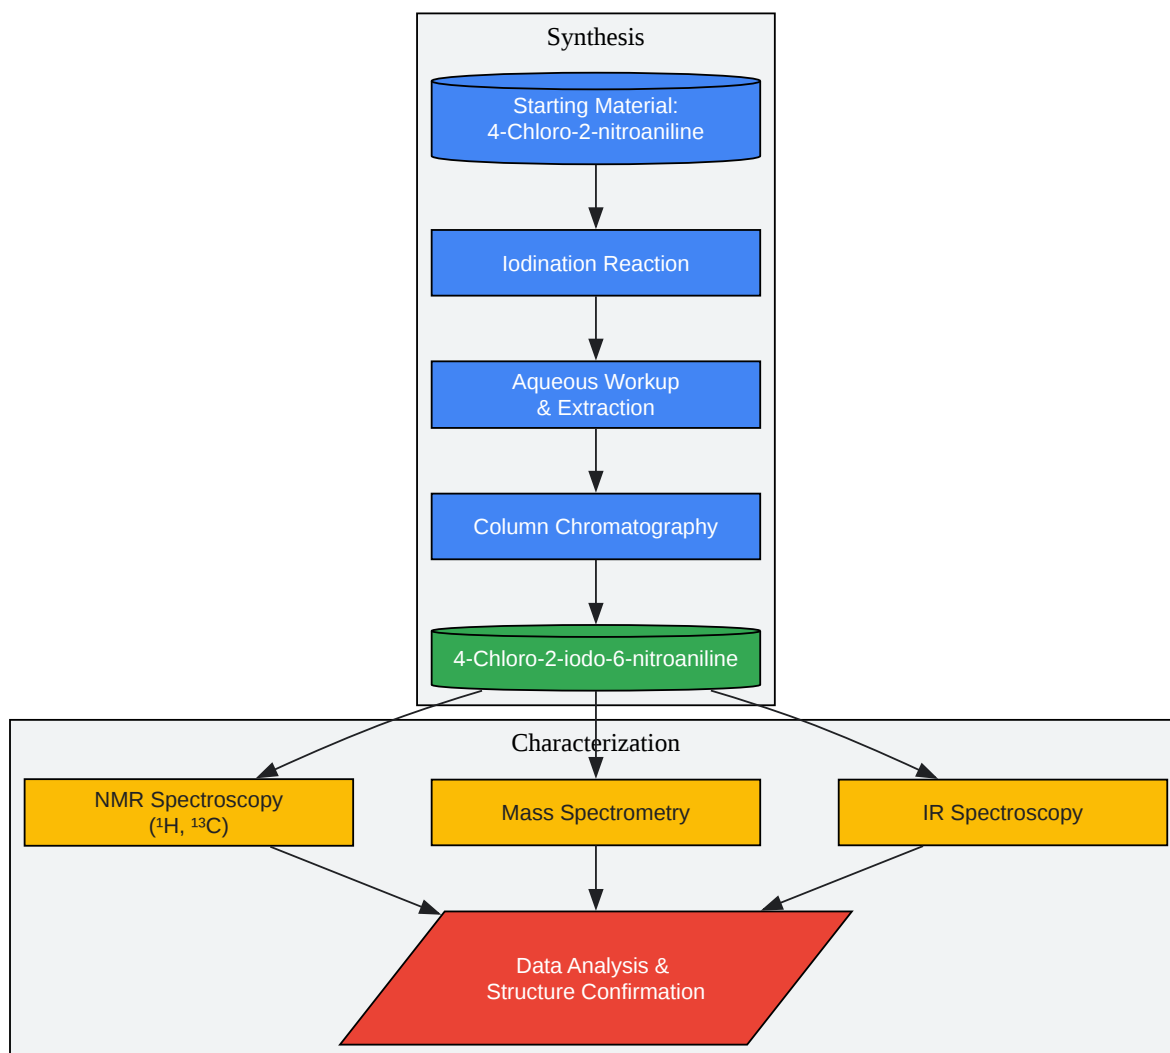 Synthesis
Starting Material:
4-Chloro-2-nitroaniline
Iodination Reaction
Aqueous Workup
& Extraction
Column Chromatography
4-Chloro-2-iodo-6-nitroaniline
Characterization
NMR Spectroscopy
(¹H, ¹³C)
Mass Spectrometry
IR Spectroscopy
Data Analysis &
Structure Confirmation